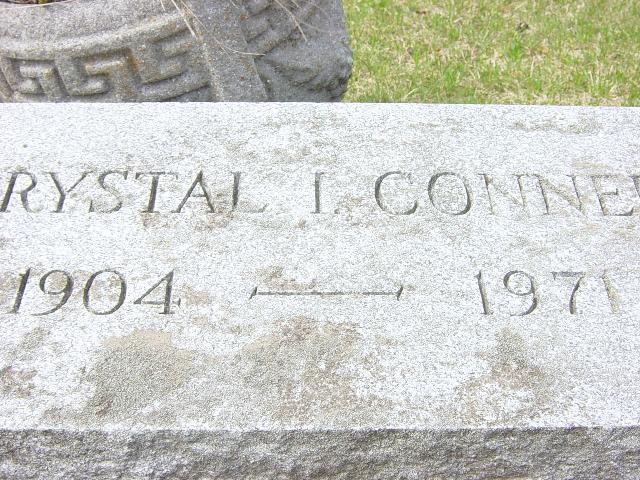 RYSTAL I. CONNE
1904 — 1971